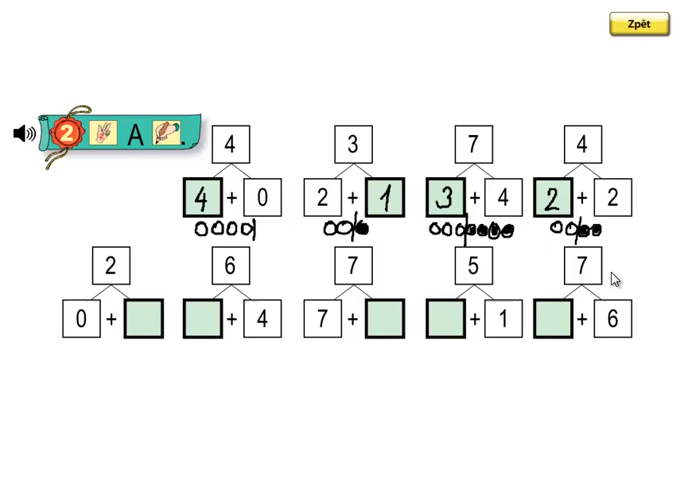 Zpět
2 A .
4 3 7 4
4 + 0 2 + 1 3 + 4 2 + 2
2 6 7 5 7
0 + + 4 7 + + 1 + 6